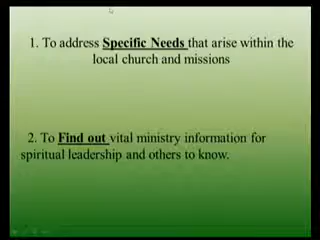 1. To address Specific Needs that arise within the
local church and missions
2. To Find out vital ministry information for
spiritual leadership and others to know.